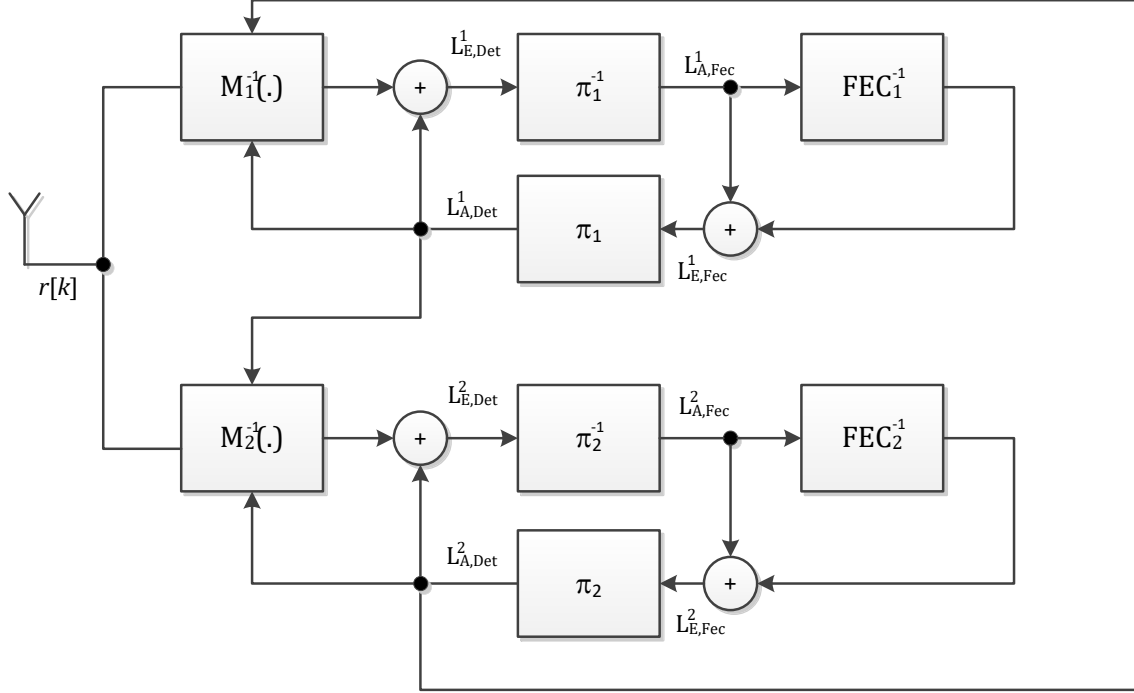 L¹E,Det
L¹A,Fec
M₁⁻¹(.)
+
π₁⁻¹
FEC₁⁻¹
L¹A,Det
π₁
+
L¹E,Fec
r[k]
L²E,Det
L²A,Fec
M₂⁻¹(.)
+
π₂⁻¹
FEC₂⁻¹
L²A,Det
π₂
+
L²E,Fec